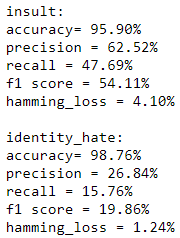 insult:
accuracy= 95.90%
precision = 62.52%
recall = 47.69%
f1 score = 54.11%
hamming_loss = 4.10%

identity_hate:
accuracy= 98.76%
precision = 26.84%
recall = 15.76%
f1 score = 19.86%
hamming_loss = 1.24%